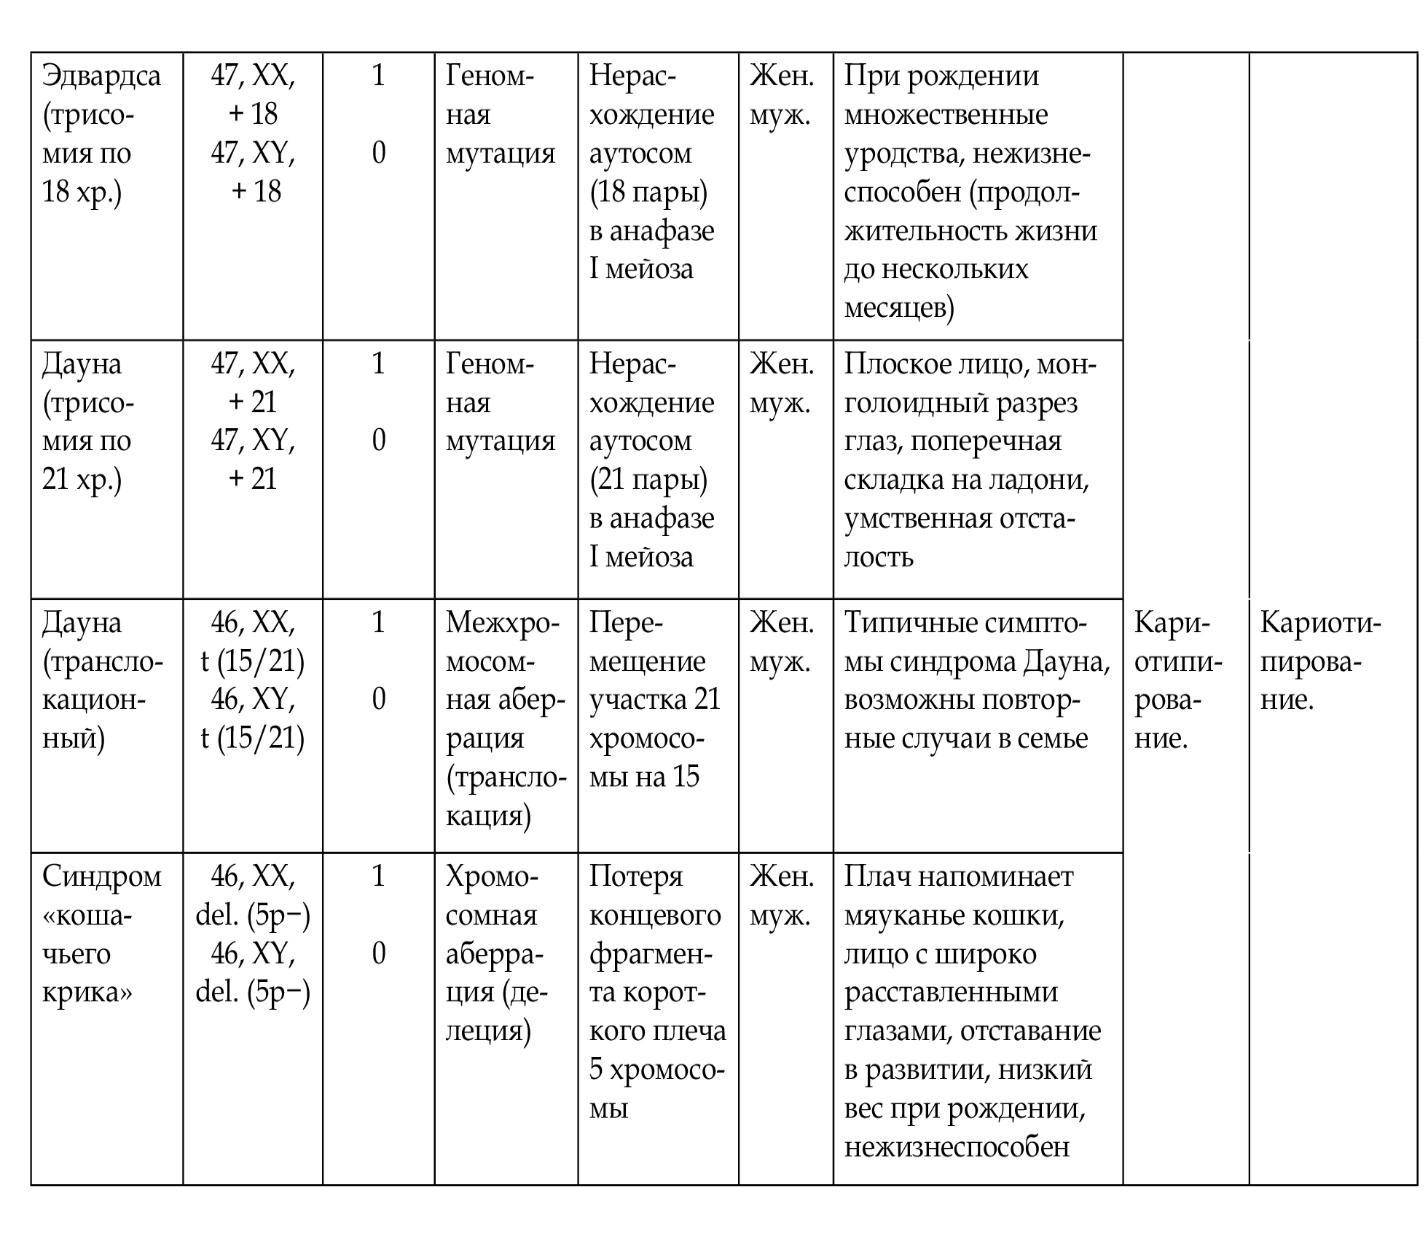 Эдвардса
(трисо-
мия по
18 хр.)
47, XX,
+ 18
47, XY,
+ 18
1
0
Геном-
ная
мутация
Нерас-
хождение
аутосом
(18 пары)
в анафазе
I мейоза
Жен.
муж.
При рождении
множественные
уродства, нежизне-
способен (продол-
жительность жизни
до нескольких
месяцев)
Дауна
(трисо-
мия по
21 хр.)
47, XX,
+ 21
47, XY,
+ 21
1
0
Геном-
ная
мутация
Нерас-
хождение
аутосом
(21 пары)
в анафазе
I мейоза
Жен.
муж.
Плоское лицо, мон-
голоидный разрез
глаз, поперечная
складка на ладони,
умственная отста-
лость
Дауна
(трансло-
кацион-
ный)
46, XX,
t (15/21)
46, XY,
t (15/21)
1
0
Межхро-
мосом-
ная абер-
рация
(трансло-
кация)
Пере-
мещение
участка 21
хромосо-
мы на 15
Жен.
муж.
Типичные симпто-
мы синдрома Дауна,
возможны повтор-
ные случаи в семье
Кари-
отипи-
рова-
ние.
Кариоти-
пирова-
ние.
Синдром
«коша-
чьего
крика»
46, XX,
del. (5p−)
46, XY,
del. (5p−)
1
0
Хромо-
сомная
аберра-
ция (де-
леция)
Потеря
концевого
фрагмен-
та корот-
кого плеча
5 хромосо-
мы
Жен.
муж.
Плач напоминает
мяуканье кошки,
лицо с широко
расставленными
глазами, отставание
в развитии, низкий
вес при рождении,
нежизнеспособен